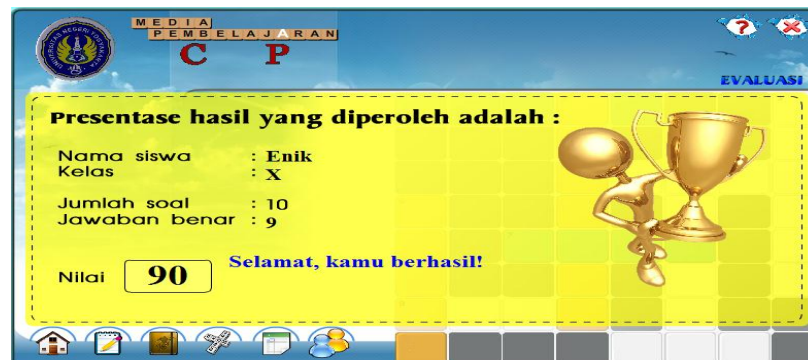 MEDIA
PEMBELAJARAN
C P
?
EVALUASI
Presentase hasil yang diperoleh adalah :
Nama siswa : Enik
Kelas : X
Jumlah soal : 10
Jawaban benar : 9
Nilai 90 Selamat, kamu berhasil!